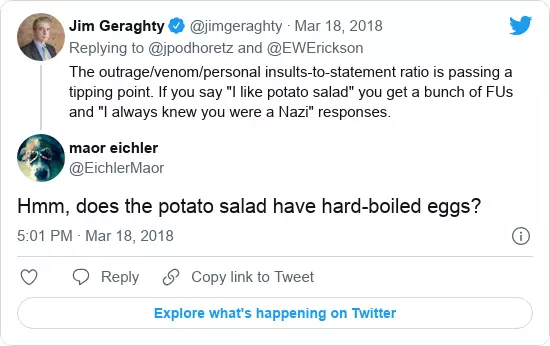 Jim Geraghty @jimgeraghty · Mar 18, 2018
Replying to @jpodhoretz and @EWErickson
The outrage/venom/personal insults-to-statement ratio is passing a
tipping point. If you say "I like potato salad" you get a bunch of FUs
and "I always knew you were a Nazi" responses.
maor eichler
@EichlerMaor
Hmm, does the potato salad have hard-boiled eggs?
5:01 PM · Mar 18, 2018
Reply Copy link to Tweet
Explore what's happening on Twitter